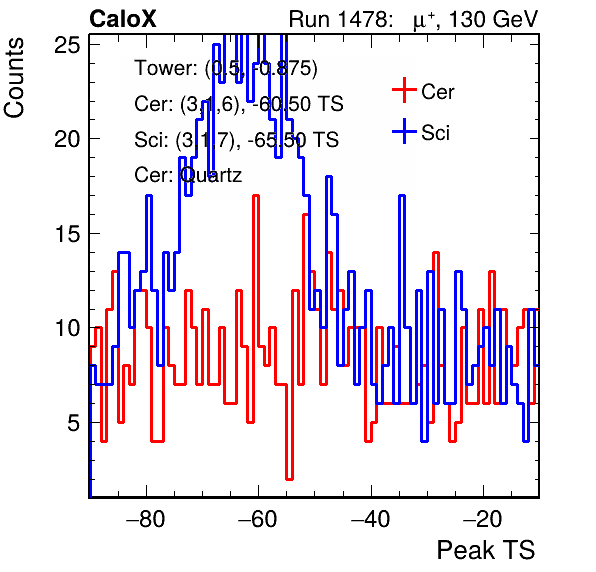 CaloX Run 1478: μ⁺, 130 GeV
Counts
Tower: (0.5, -0.875)
Cer: (3,1,6), -60.50 TS
Sci: (3,1,7), -65.50 TS
Cer: Quartz
Cer
Sci
25
20
15
10
5
−80 −60 −40 −20
Peak TS